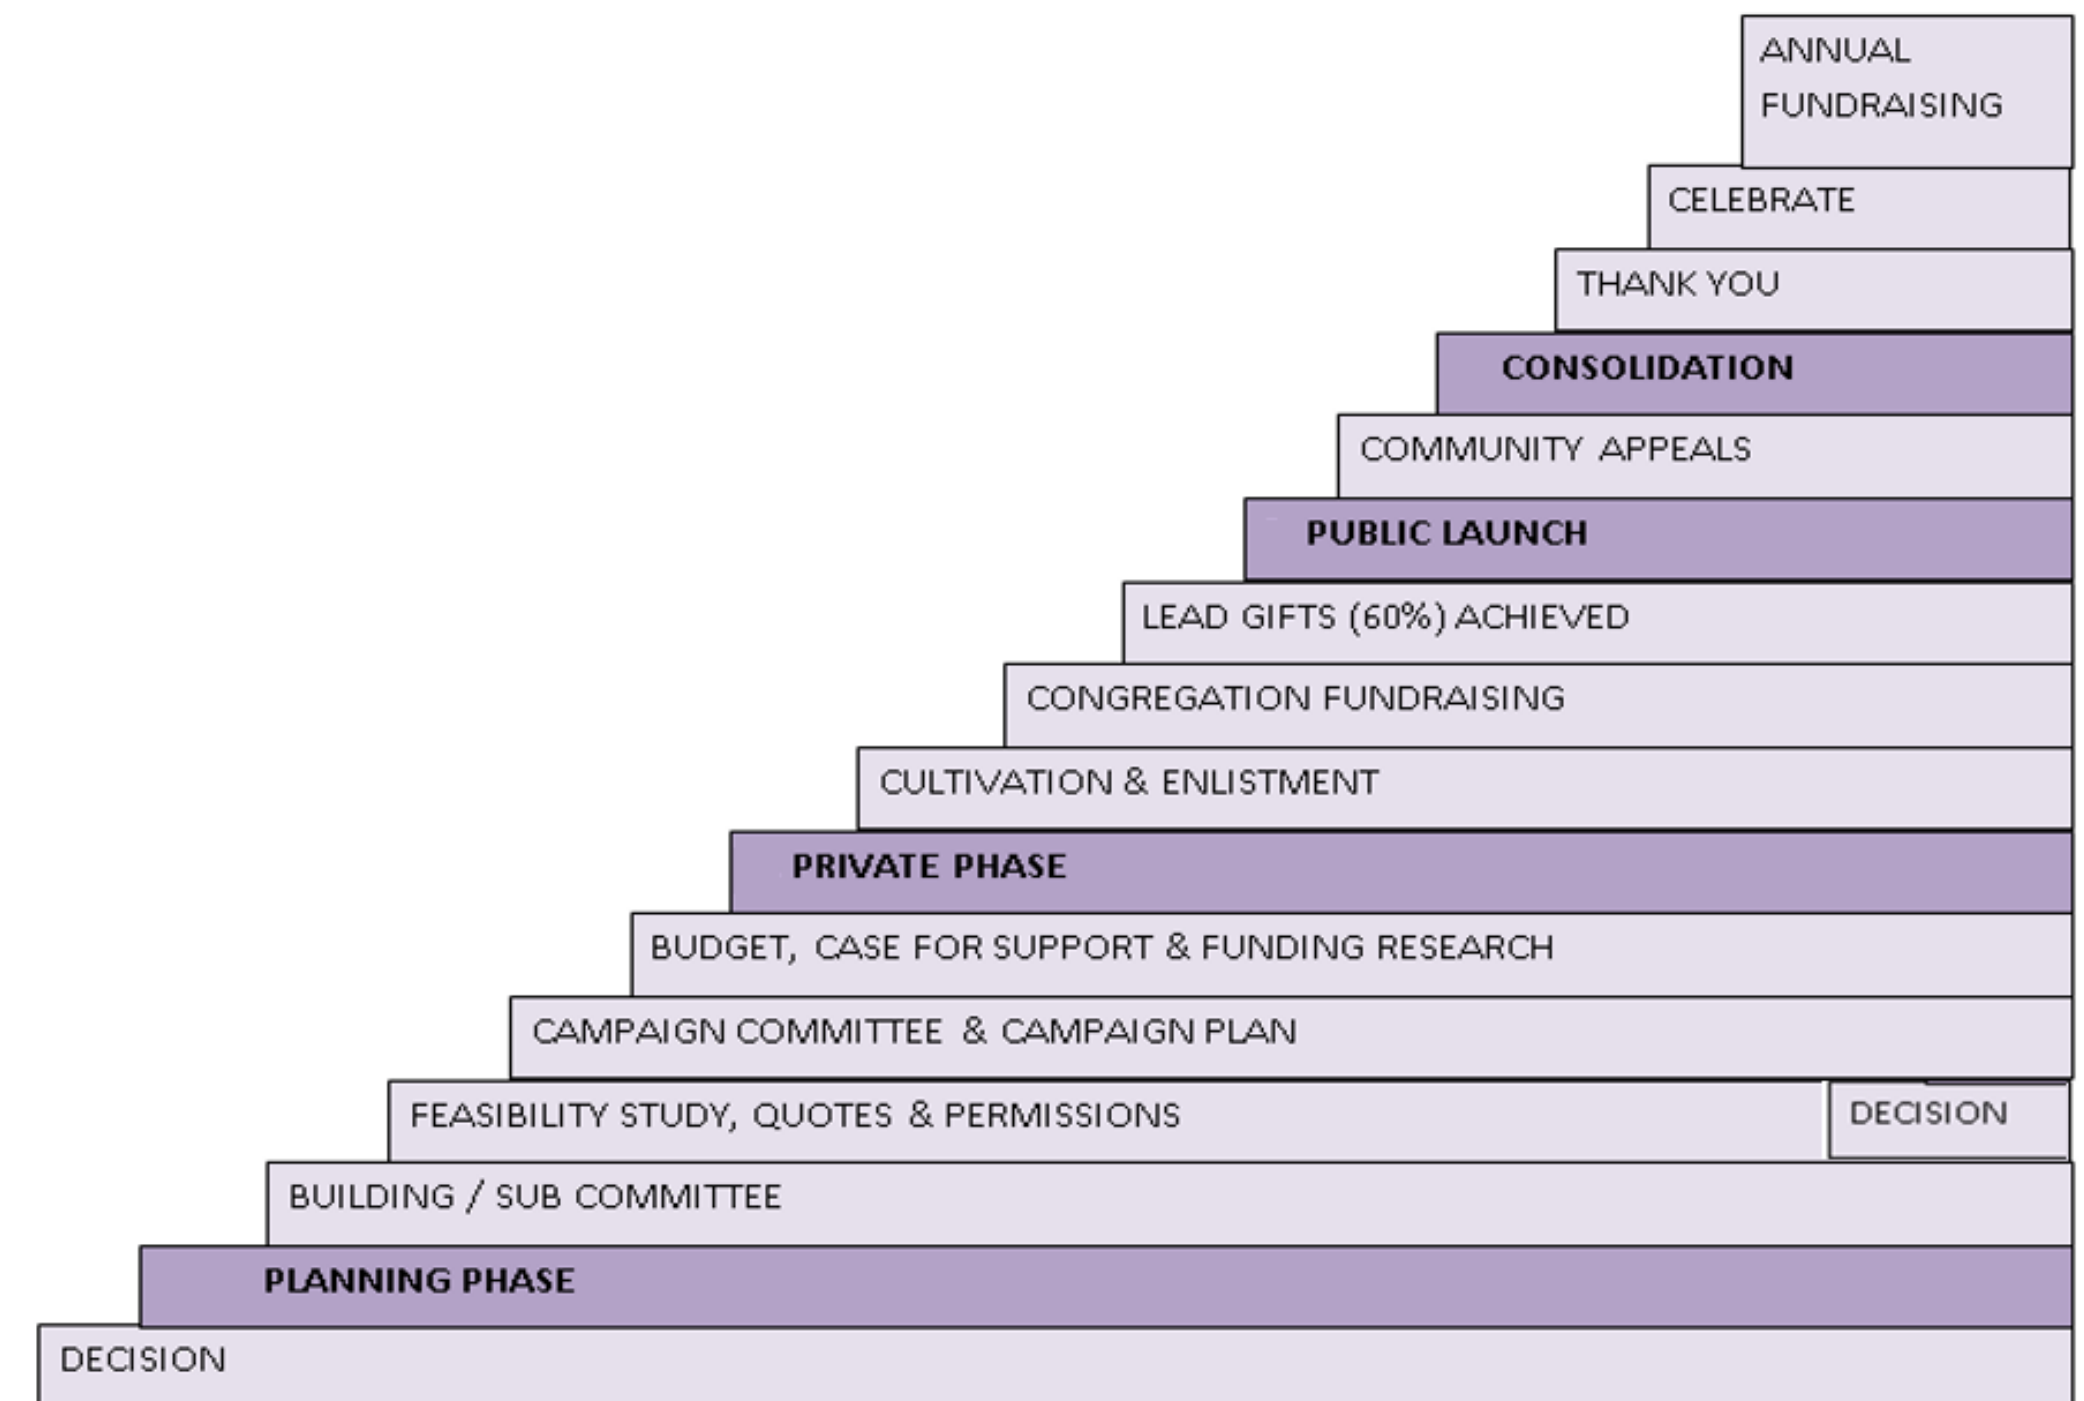 ANNUAL
FUNDRAISING
CELEBRATE
THANK YOU
CONSOLIDATION
COMMUNITY APPEALS
PUBLIC LAUNCH
LEAD GIFTS (60%) ACHIEVED
CONGREGATION FUNDRAISING
CULTIVATION & ENLISTMENT
PRIVATE PHASE
BUDGET, CASE FOR SUPPORT & FUNDING RESEARCH
CAMPAIGN COMMITTEE & CAMPAIGN PLAN
FEASIBILITY STUDY, QUOTES & PERMISSIONS
DECISION
BUILDING / SUB COMMITTEE
PLANNING PHASE
DECISION